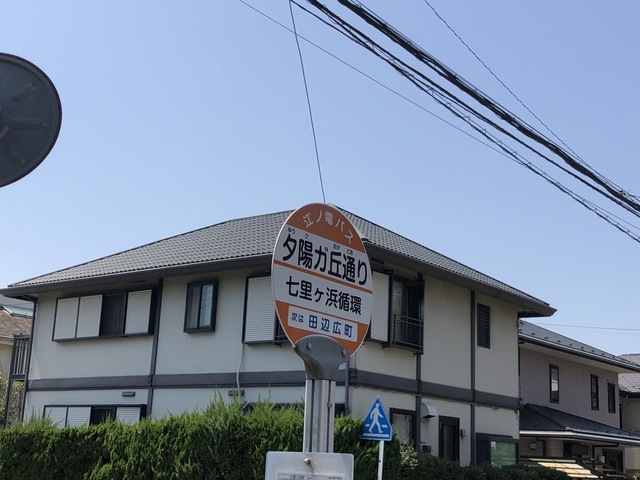 江ノ電バス
夕陽ガ丘通り
七里ヶ浜循環
次は 田辺広町